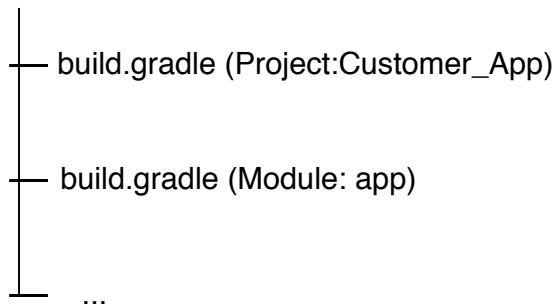 build.gradle (Project:Customer_App)
build.gradle (Module: app)
...